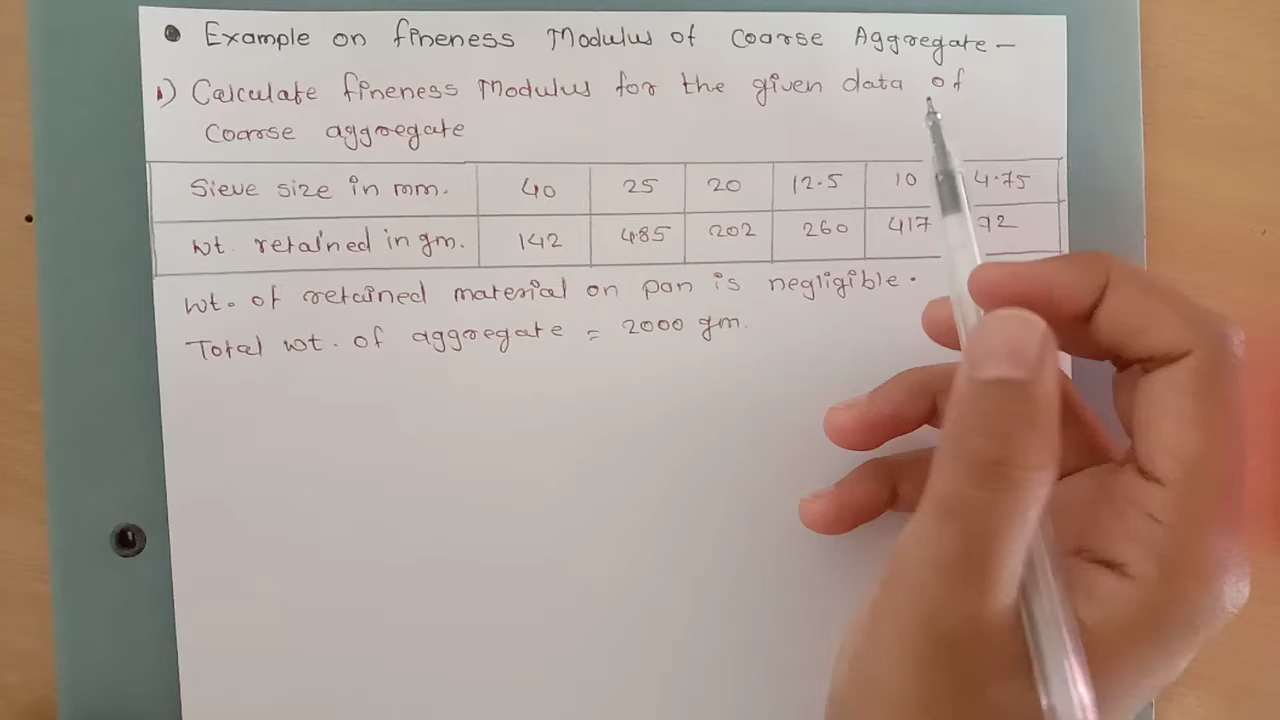 • Example on fineness Modulus of Coarse Aggregate –
1) Calculate fineness Modulus for the given data of
Coarse aggregate
Sieve size in mm. 40 25 20 12.5 10 4.75
wt. retained in gm. 142 485 202 260 417 72
wt. of retained material on pan is negligible.
Total wt. of aggregate = 2000 gm.